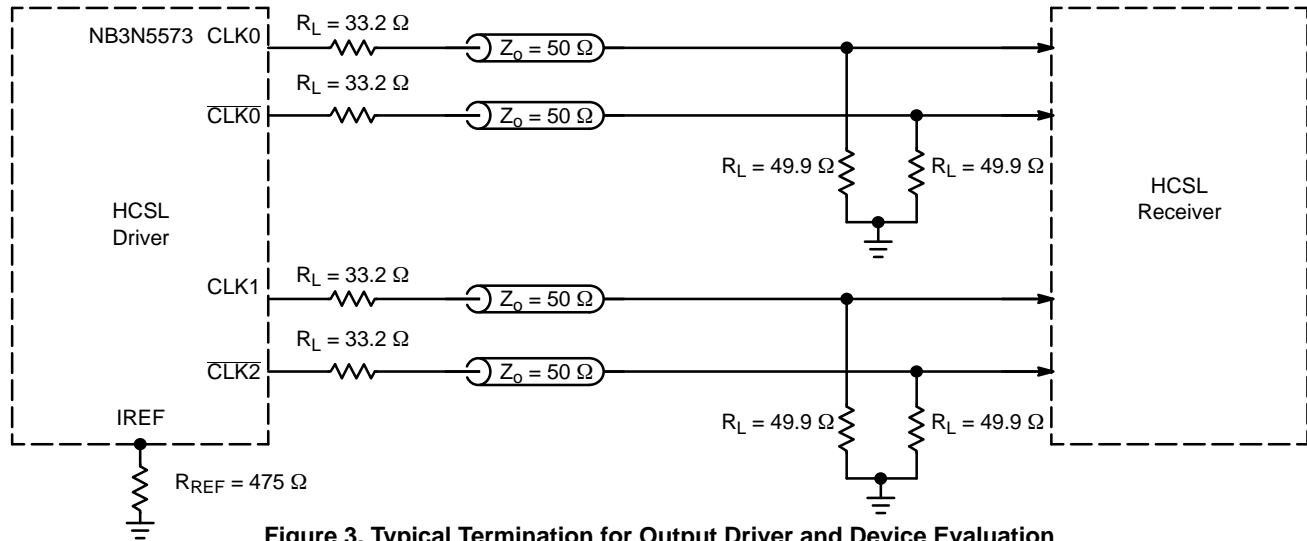 NB3N5573 CLK0
R_L = 33.2 Ω
Z_o = 50 Ω
R_L = 33.2 Ω
C̅L̅K̅0̅
Z_o = 50 Ω
R_L = 49.9 Ω
R_L = 49.9 Ω
HCSL
Driver
HCSL
Receiver
CLK1
R_L = 33.2 Ω
Z_o = 50 Ω
R_L = 33.2 Ω
C̅L̅K̅2̅
Z_o = 50 Ω
R_L = 49.9 Ω
R_L = 49.9 Ω
IREF
R_REF = 475 Ω
Figure 3. Typical Termination for Output Driver and Device Evaluation